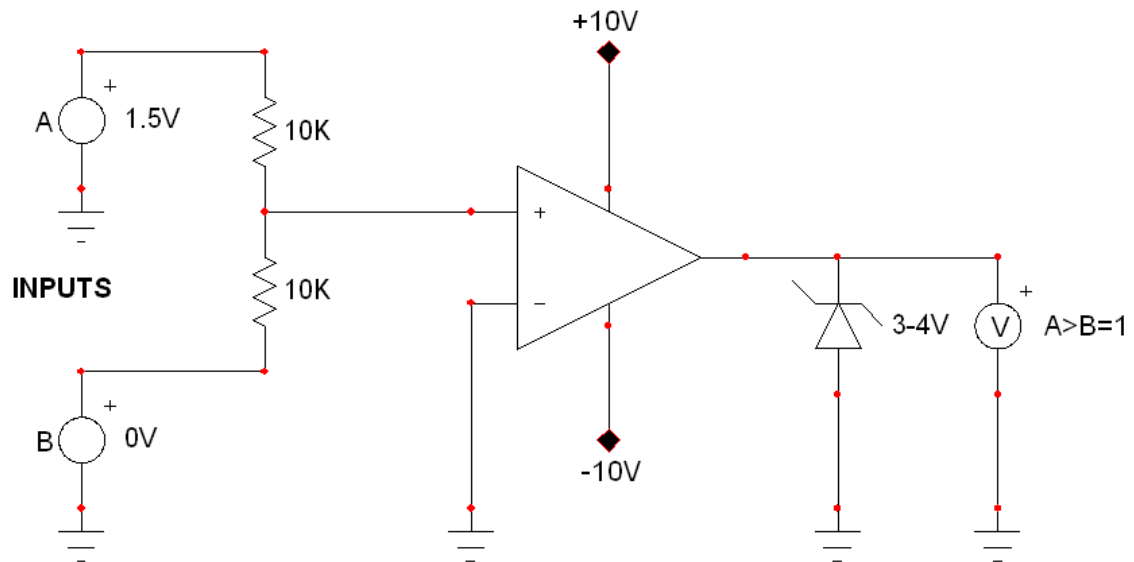 +10V
+
A
1.5V
10K
+
INPUTS
10K
−
+
3-4V
V
A>B=1
+
B
0V
-10V